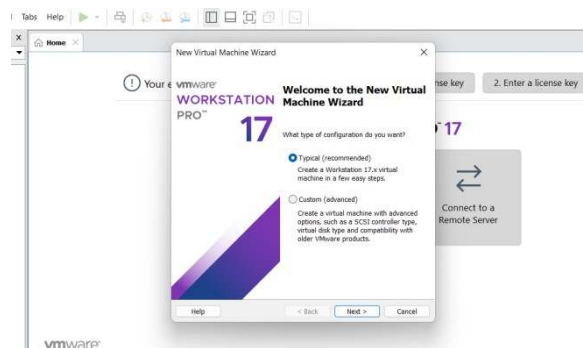 Tabs Help
Home
New Virtual Machine Wizard
Your e
nse key
2. Enter a license key
vmware
WORKSTATION
PRO™
17
Welcome to the New Virtual
Machine Wizard
What type of configuration do you want?
Typical (recommended)
Create a Workstation 17.x virtual
machine in a few easy steps.
Custom (advanced)
Create a virtual machine with advanced
options, such as a SCSI controller type,
virtual disk type and compatibility with
older VMware products.
17
Connect to a
Remote Server
Help
< Back
Next >
Cancel
vmware